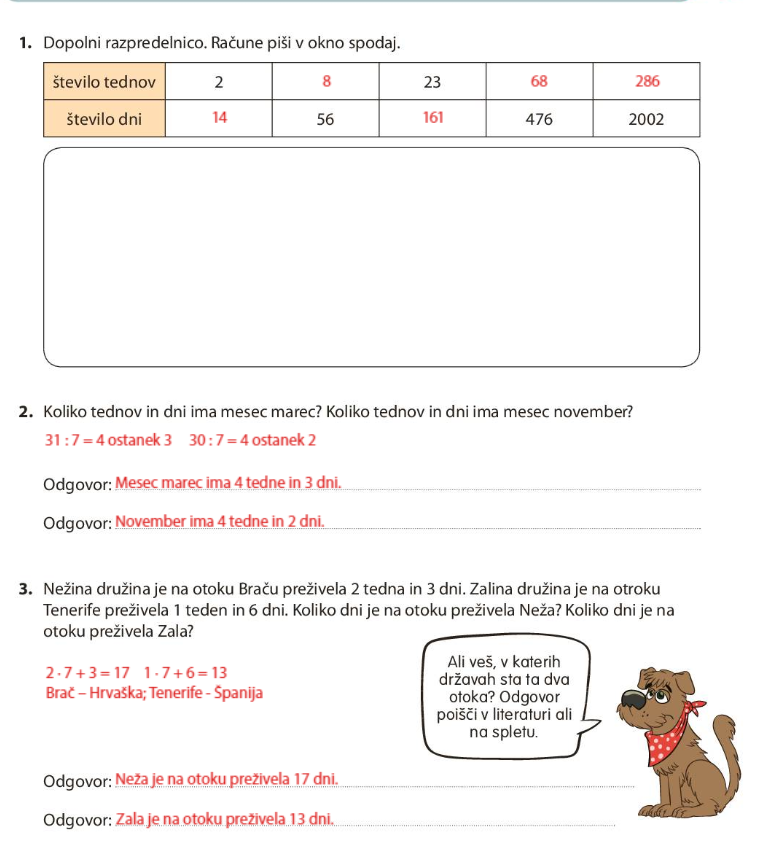 1. Dopolni razpredelnico. Račune piši v okno spodaj.
število tednov 2 8 23 68 286
število dni 14 56 161 476 2002
2. Koliko tednov in dni ima mesec marec? Koliko tednov in dni ima mesec november?
31 : 7 = 4 ostanek 3 30 : 7 = 4 ostanek 2
Odgovor: Mesec marec ima 4 tedne in 3 dni.
Odgovor: November ima 4 tedne in 2 dni.
3. Nežina družina je na otoku Braču preživela 2 tedna in 3 dni. Zalina družina je na otroku
Tenerife preživela 1 teden in 6 dni. Koliko dni je na otoku preživela Neža? Koliko dni je na
otoku preživela Zala?
2 · 7 + 3 = 17 1 · 7 + 6 = 13
Brač – Hrvaška; Tenerife - Španija
Ali veš, v katerih
državah sta ta dva
otoka? Odgovor
poišči v literaturi ali
na spletu.
Odgovor: Neža je na otoku preživela 17 dni.
Odgovor: Zala je na otoku preživela 13 dni.